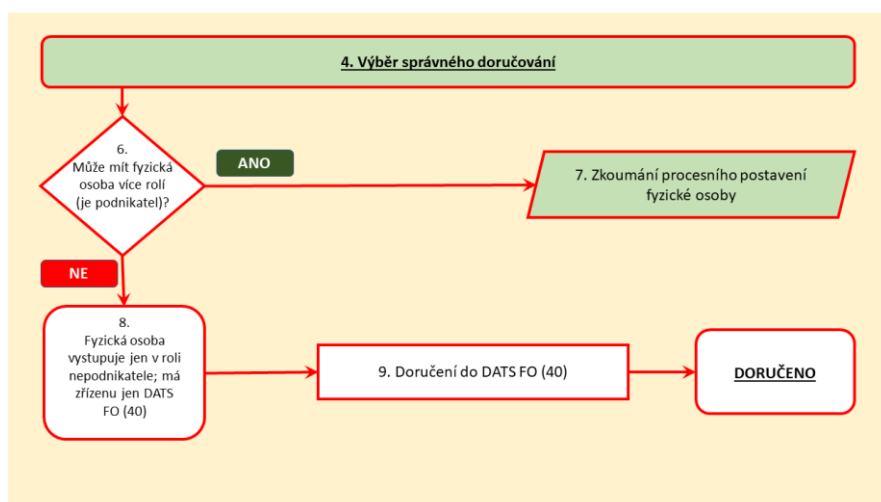 4. Výběr správného doručování
6.
Může mít fyzická
osoba více rolí
(je podnikatel)?
ANO
7. Zkoumání procesního postavení
fyzické osoby
NE
8.
Fyzická osoba
vystupuje jen v roli
nepodnikatele; má
zřízenu jen DATS
FO (40)
9. Doručení do DATS FO (40)
DORUČENO